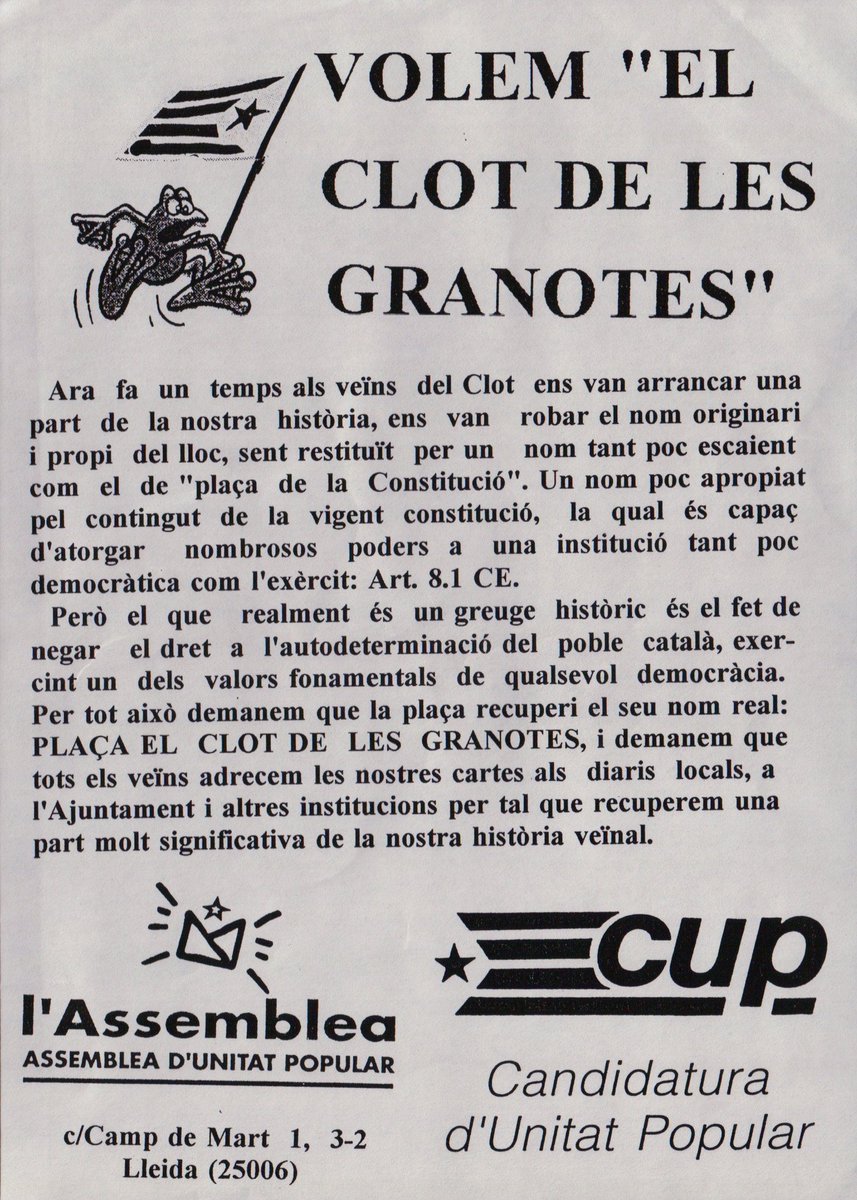 VOLEM "EL
CLOT DE LES
GRANOTES"
Ara fa un temps als veïns del Clot ens van arrancar una
part de la nostra història, ens van robar el nom originari
i propi del lloc, sent restituït per un nom tant poc escaient
com el de "plaça de la Constitució". Un nom poc apropiat
pel contingut de la vigent constitució, la qual és capaç
d'atorgar nombrosos poders a una institució tant poc
democràtica com l'exèrcit: Art. 8.1 CE.
Però el que realment és un greuge històric és el fet de
negar el dret a l'autodeterminació del poble català, exer-
cint un dels valors fonamentals de qualsevol democràcia.
Per tot això demanem que la plaça recuperi el seu nom real:
PLAÇA EL CLOT DE LES GRANOTES, i demanem que
tots els veïns adrecem les nostres cartes als diaris locals, a
l'Ajuntament i altres institucions per tal que recuperem una
part molt significativa de la nostra història veïnal.
l'Assemblea
ASSEMBLEA D'UNITAT POPULAR
c/Camp de Mart 1, 3-2
Lleida (25006)
cup
Candidatura
d'Unitat Popular